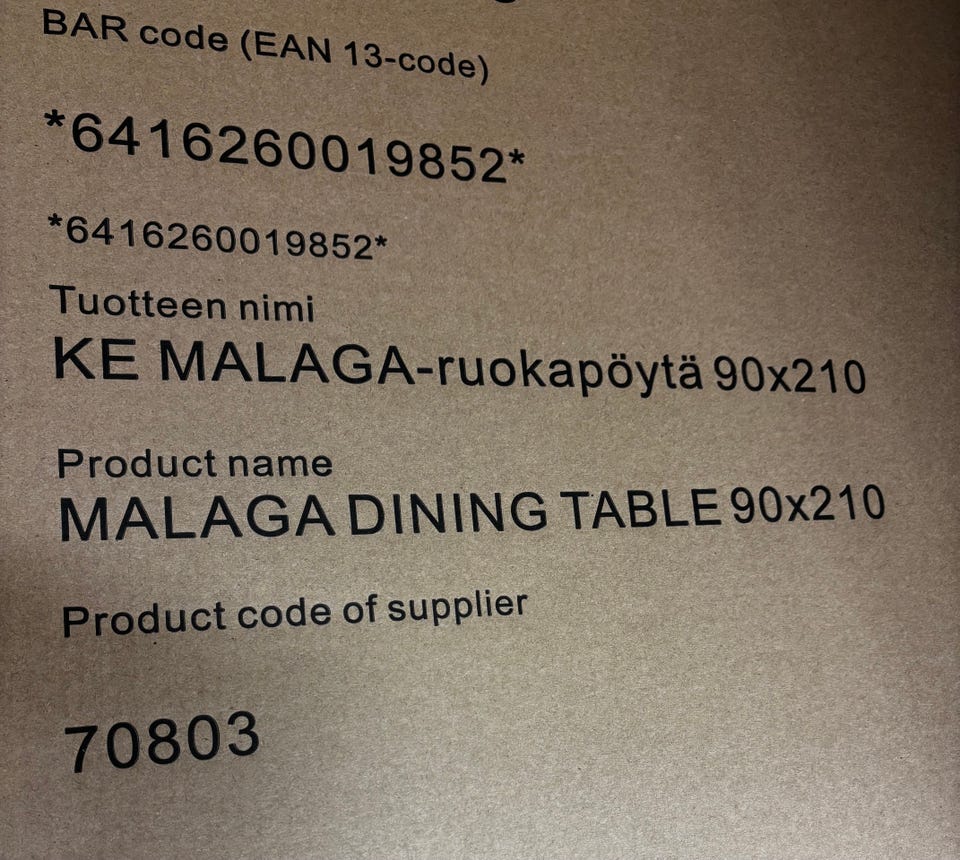 BAR code (EAN 13-code)
*6416260019852*
*6416260019852*
Tuotteen nimi
KE MALAGA-ruokapöytä 90x210
Product name
MALAGA DINING TABLE 90x210
Product code of supplier
70803